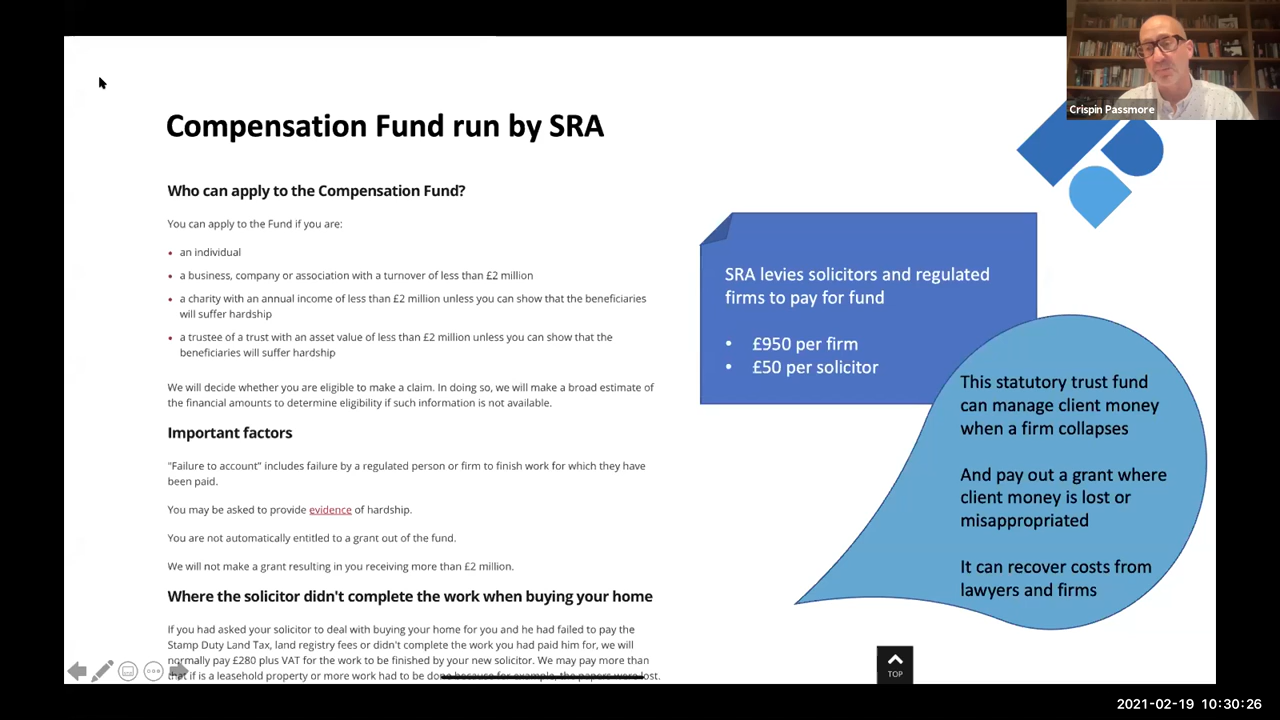 Crispin Passmore
Compensation Fund run by SRA
Who can apply to the Compensation Fund?
You can apply to the Fund if you are:
• an individual
• a business, company or association with a turnover of less than £2 million
• a charity with an annual income of less than £2 million unless you can show that the beneficiaries
will suffer hardship
• a trustee of a trust with an asset value of less than £2 million unless you can show that the
beneficiaries will suffer hardship
We will decide whether you are eligible to make a claim. In doing so, we will make a broad estimate of
the financial amounts to determine eligibility if such information is not available.
Important factors
"Failure to account" includes failure by a regulated person or firm to finish work for which they have
been paid.
You may be asked to provide evidence of hardship.
You are not automatically entitled to a grant out of the fund.
We will not make a grant resulting in you receiving more than £2 million.
Where the solicitor didn't complete the work when buying your home
If you had asked your solicitor to deal with buying your home for you and he had failed to pay the
Stamp Duty Land Tax, land registry fees or didn't complete the work you had paid him for, we will
normally pay £280 plus VAT for the work to be finished by your new solicitor. We may pay more than
that if is a leasehold property or more work had to be done because for example, the papers were lost.
SRA levies solicitors and regulated
firms to pay for fund
• £950 per firm
• £50 per solicitor
This statutory trust fund
can manage client money
when a firm collapses
And pay out a grant where
client money is lost or
misappropriated
It can recover costs from
lawyers and firms
TOP
2021-02-19 10:30:26